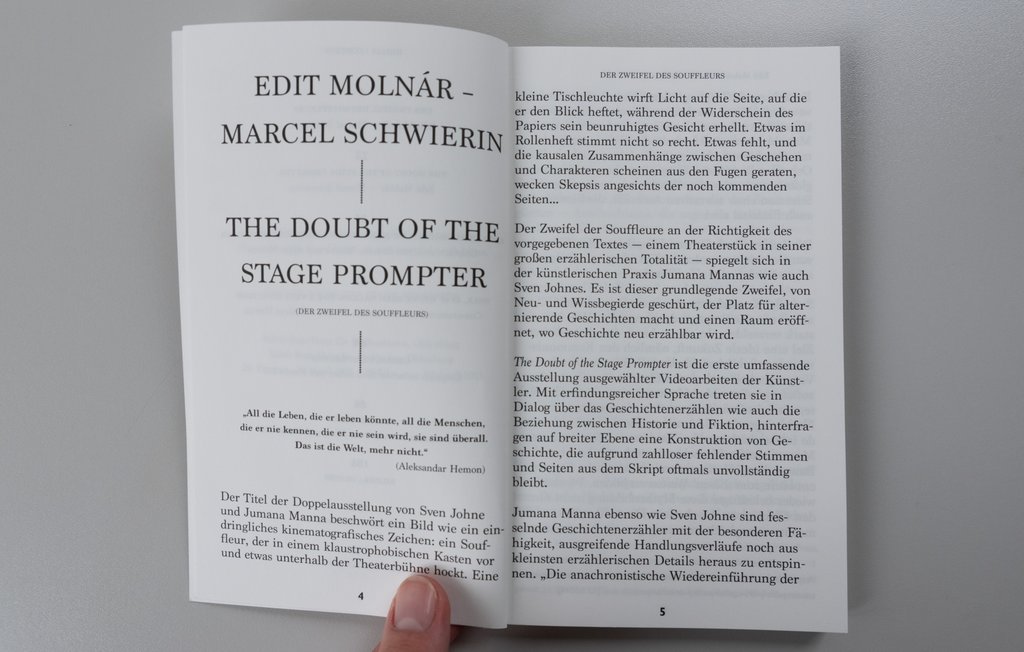 EDIT MOLNÁR –
MARCEL SCHWIERIN
THE DOUBT OF THE
STAGE PROMPTER
(DER ZWEIFEL DES SOUFFLEURS)
„All die Leben, die er leben könnte, all die Menschen,
die er nie kennen, die er nie sein wird, sie sind überall.
Das ist die Welt, mehr nicht.“
(Aleksandar Hemon)
Der Titel der Doppelausstellung von Sven Johne
und Jumana Manna beschwört ein Bild wie ein ein-
dringliches kinematografisches Zeichen: ein Souf-
fleur, der in einem klaustrophobischen Kasten vor
und etwas unterhalb der Theaterbühne hockt. Eine
4
DER ZWEIFEL DES SOUFFLEURS
kleine Tischleuchte wirft Licht auf die Seite, auf die
er den Blick heftet, während der Widerschein des
Papiers sein beunruhigtes Gesicht erhellt. Etwas im
Rollenheft stimmt nicht so recht. Etwas fehlt, und
die kausalen Zusammenhänge zwischen Geschehen
und Charakteren scheinen aus den Fugen geraten,
wecken Skepsis angesichts der noch kommenden
Seiten...
Der Zweifel der Souffleure an der Richtigkeit des
vorgegebenen Textes — einem Theaterstück in seiner
großen erzählerischen Totalität — spiegelt sich in
der künstlerischen Praxis Jumana Mannas wie auch
Sven Johnes. Es ist dieser grundlegende Zweifel, von
Neu- und Wissbegierde geschürt, der Platz für alter-
nierende Geschichten macht und einen Raum eröff-
net, wo Geschichte neu erzählbar wird.
The Doubt of the Stage Prompter ist die erste umfassende
Ausstellung ausgewählter Videoarbeiten der Künst-
ler. Mit erfindungsreicher Sprache treten sie in
Dialog über das Geschichtenerzählen wie auch die
Beziehung zwischen Historie und Fiktion, hinterfra-
gen auf breiter Ebene eine Konstruktion von Ge-
schichte, die aufgrund zahlloser fehlender Stimmen
und Seiten aus dem Skript oftmals unvollständig
bleibt.
Jumana Manna ebenso wie Sven Johne sind fes-
selnde Geschichtenerzähler mit der besonderen Fä-
higkeit, ausgreifende Handlungsverläufe noch aus
kleinsten erzählerischen Details heraus zu entspin-
nen. „Die anachronistische Wiedereinführung der
5